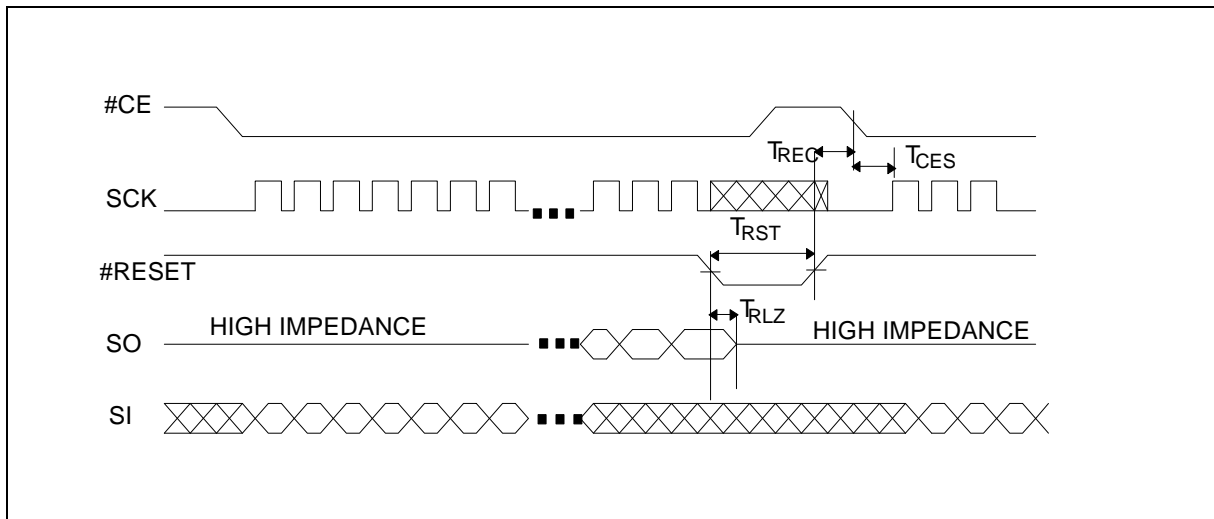 #CE
TREC
TCES
SCK
TRST
#RESET
TRLZ
HIGH IMPEDANCE
HIGH IMPEDANCE
SO
SI